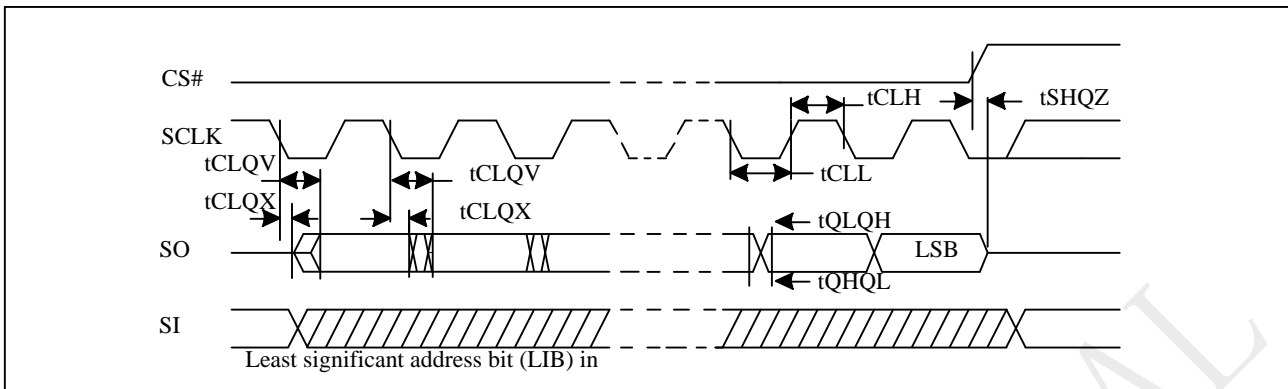 CS#
tCLH
tSHQZ
SCLK
tCLQV
tCLQV
tCLL
tCLQX
tCLQX
tQLQH
SO
LSB
tQHQL
SI
Least significant address bit (LIB) in